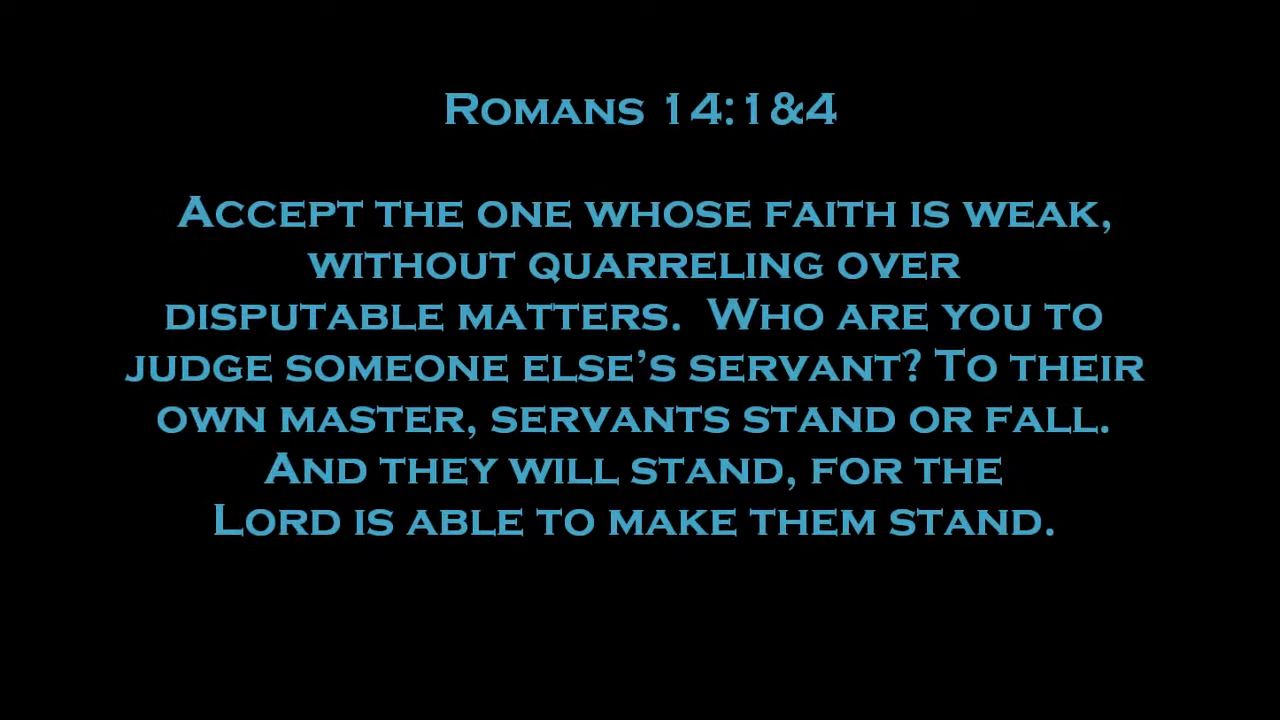 Romans 14:1&4
Accept the one whose faith is weak,
without quarreling over
disputable matters.  Who are you to
judge someone else’s servant? To their
own master, servants stand or fall.
And they will stand, for the
Lord is able to make them stand.